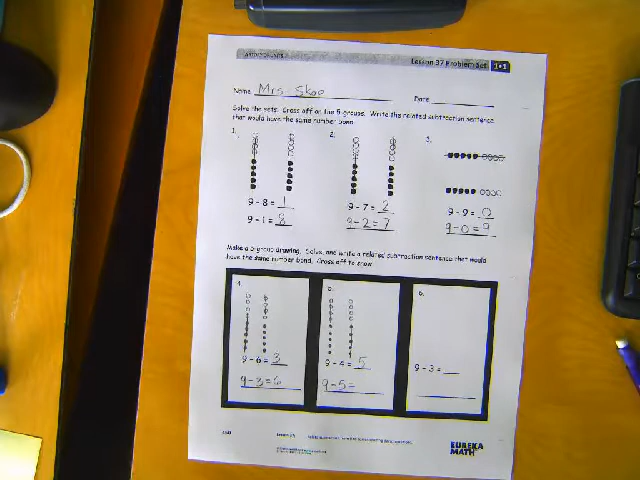 Lesson 37 Problem Set 1•1
Name Mrs Skoo Date
Solve the sets. Cross off on the 5-groups. Write the related subtraction sentence
that would have the same number bond.
1. 2. 3.
9 - 8 = 1 9 - 7 = 2 9 - 9 = 0
9 - 1 = 8 9 - 2 = 7 9 - 0 = 9
Make a 5-group drawing. Solve, and write a related subtraction sentence that would
have the same number bond. Cross off to show.
4. 5. 6.
9 - 6 = 3 9 - 4 = 5 9 - 3 =
9 - 3 = 6 9 - 5 =
EUREKA
MATH